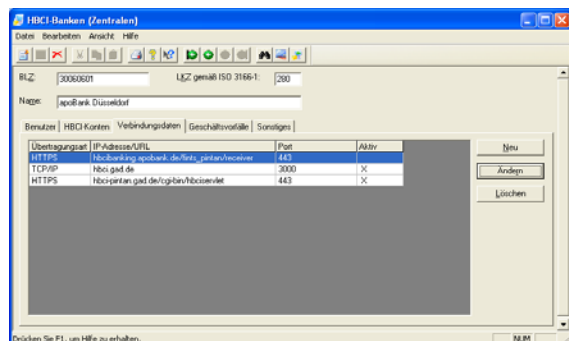 HBCI-Banken (Zentralen)
Datei Bearbeiten Ansicht Hilfe
BLZ: 30060601 LKZ gemäß ISO 3166-1: 280
Name: apoBank Düsseldorf
Benutzer HBCI-Konten Verbindungsdaten Geschäftsvorfälle Sonstiges
Übertragungsart IP-Adresse/URL Port Aktiv
HTTPS hbcibanking.apobank.de/fints_pintan/receiver 443
TCP/IP hbci.gad.de 3000 X
HTTPS hbci-pintan.gad.de/cgi-bin/hbciservlet 443 X
Neu
Ändern
Löschen
Drücken Sie F1, um Hilfe zu erhalten. NUM